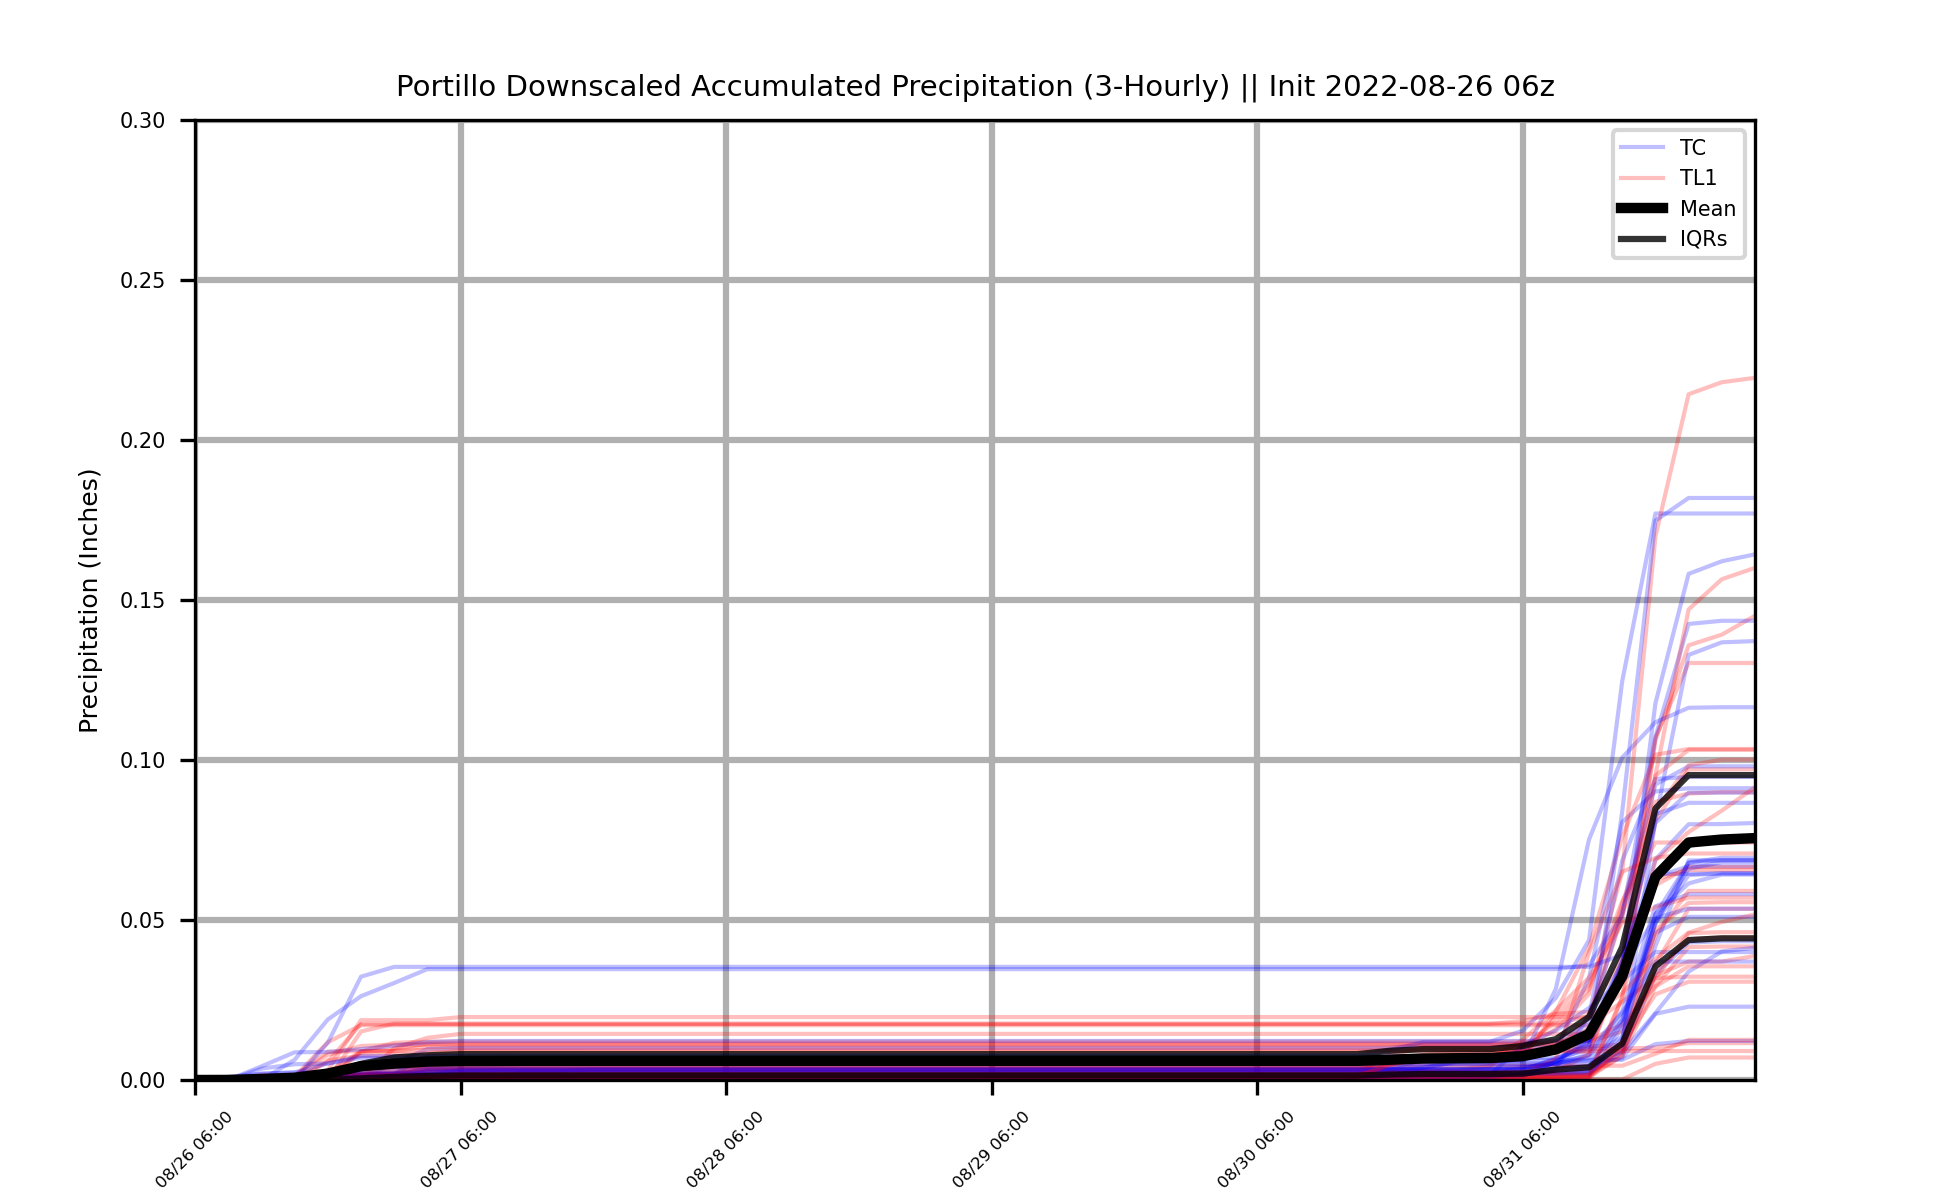 Portillo Downscaled Accumulated Precipitation (3-Hourly) || Init 2022-08-26 06z
TC
TL1
Mean
IQRs
Precipitation (Inches)
0.30
0.25
0.20
0.15
0.10
0.05
0.00
08/26 06:00
08/27 06:00
08/28 06:00
08/29 06:00
08/30 06:00
08/31 06:00